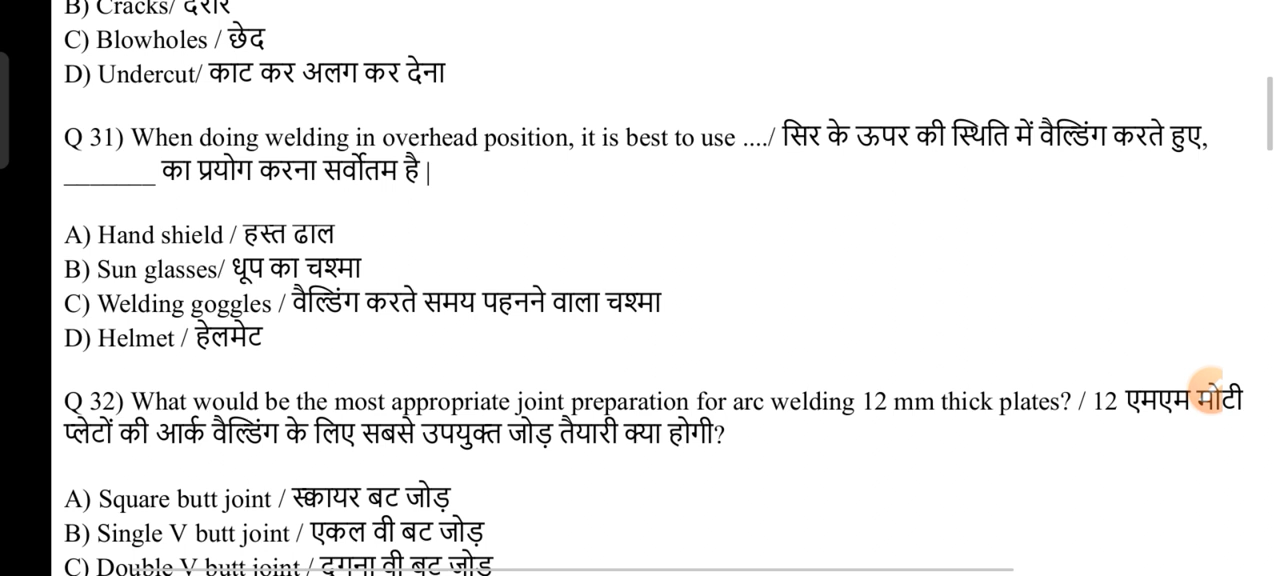 B) Cracks/ दरार
C) Blowholes / छेद
D) Undercut/ काट कर अलग कर देना
Q 31) When doing welding in overhead position, it is best to use ..../ सिर के ऊपर की स्थिति में वैल्डिंग करते हुए,
________ का प्रयोग करना सर्वोतम है|
A) Hand shield / हस्त ढाल
B) Sun glasses/ धूप का चश्मा
C) Welding goggles / वैल्डिंग करते समय पहनने वाला चश्मा
D) Helmet / हेलमेट
Q 32) What would be the most appropriate joint preparation for arc welding 12 mm thick plates? / 12 एमएम मोटी
प्लेटों की आर्क वैल्डिंग के लिए सबसे उपयुक्त जोड़ तैयारी क्या होगी?
A) Square butt joint / स्कायर बट जोड़
B) Single V butt joint / एकल वी बट जोड़
C) Double V butt joint / दुगना वी बट जोड़